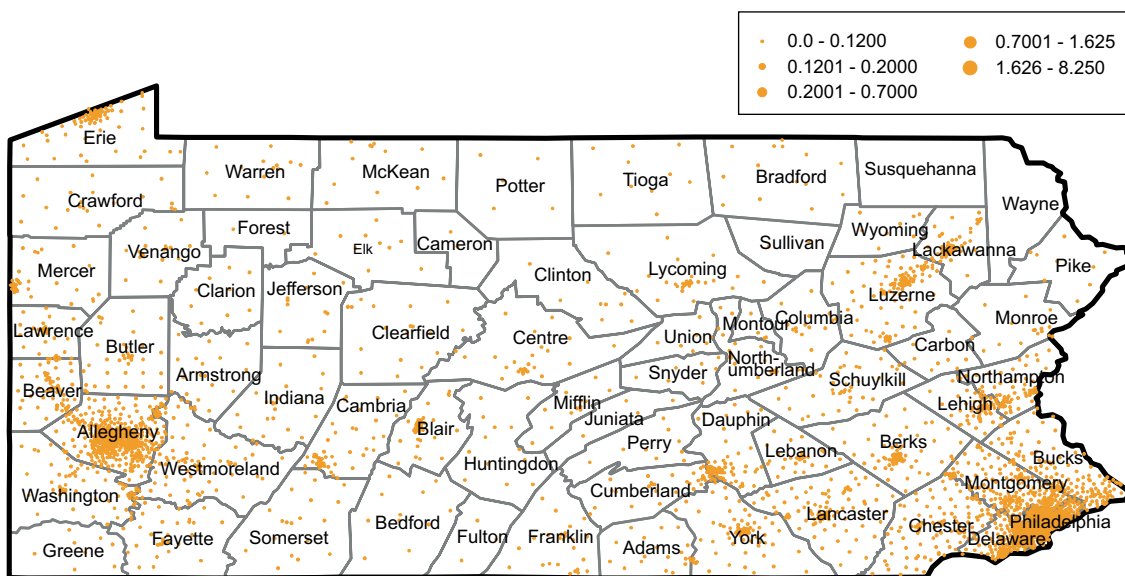 0.0 - 0.1200
0.7001 - 1.625
0.1201 - 0.2000
1.626 - 8.250
0.2001 - 0.7000
Erie
Warren
McKean
Potter
Tioga
Bradford
Susquehanna
Wayne
Crawford
Forest
Elk
Cameron
Sullivan
Wyoming
Lackawanna
Venango
Mercer
Clarion
Jefferson
Clinton
Lycoming
Luzerne
Pike
Lawrence
Butler
Clearfield
Centre
Union
Montour
Columbia
Monroe
Carbon
Beaver
Armstrong
Indiana
Snyder
North-
umberland
Schuylkill
Northampton
Lehigh
Cambria
Blair
Mifflin
Juniata
Dauphin
Allegheny
Westmoreland
Huntingdon
Perry
Lebanon
Berks
Bucks
Washington
Cumberland
Montgomery
Greene
Fayette
Somerset
Bedford
Fulton
Franklin
Adams
York
Lancaster
Chester
Philadelphia
Delaware